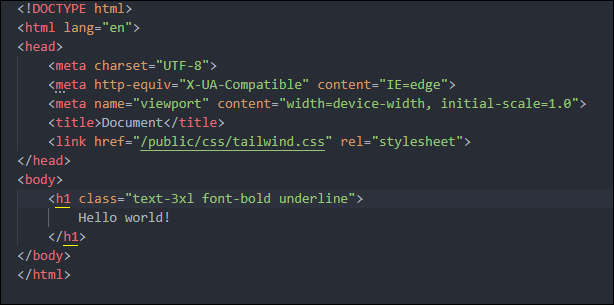 <!DOCTYPE html>
<html lang="en">
<head>
    <meta charset="UTF-8">
    <meta http-equiv="X-UA-Compatible" content="IE=edge">
    <meta name="viewport" content="width=device-width, initial-scale=1.0">
    <title>Document</title>
    <link href="/public/css/tailwind.css" rel="stylesheet">
</head>
<body>
    <h1 class="text-3xl font-bold underline">
        Hello world!
    </h1>
</body>
</html>